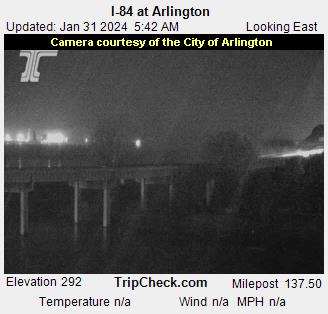 I-84 at Arlington
Updated: Jan 31 2024 5:42 AM Looking East
Camera courtesy of the City of Arlington
Elevation 292 TripCheck.com Milepost 137.50
Temperature n/a Wind n/a MPH n/a